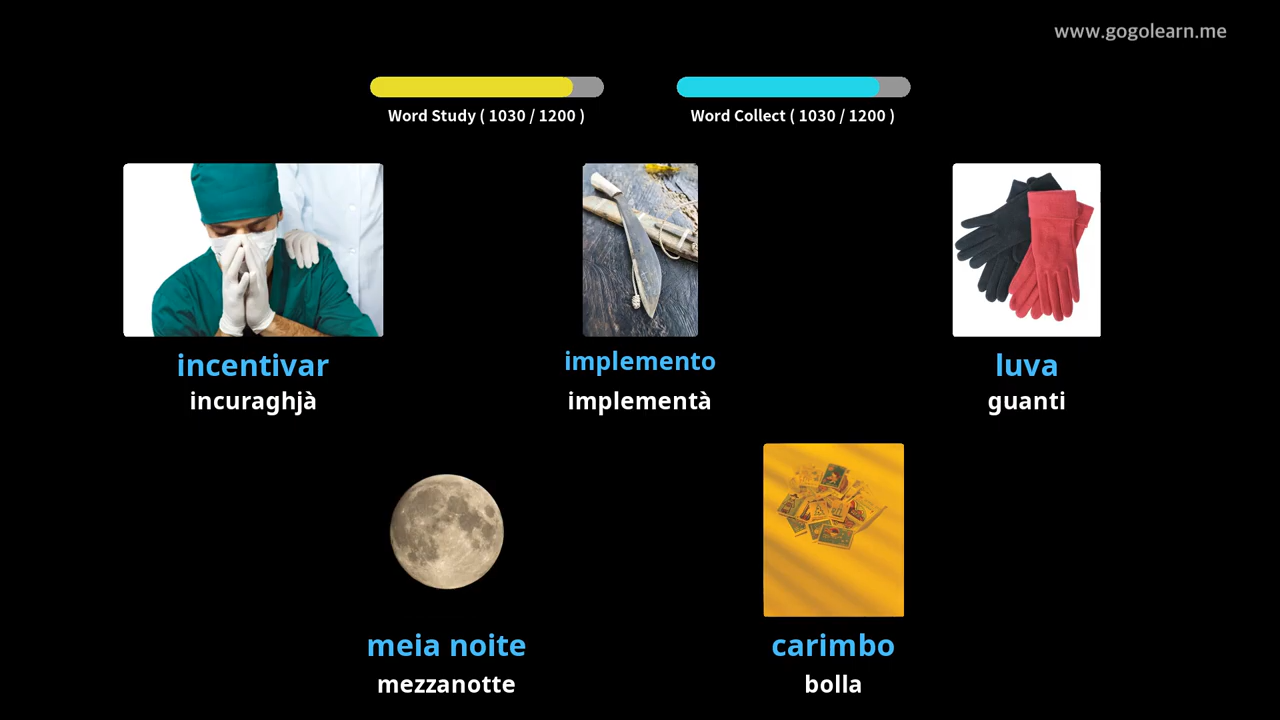 www.gogolearn.me
Word Study ( 1030 / 1200 )
Word Collect ( 1030 / 1200 )
incentivar
incuraghjà
implemento
implementà
luva
guanti
meia noite
mezzanotte
carimbo
bolla